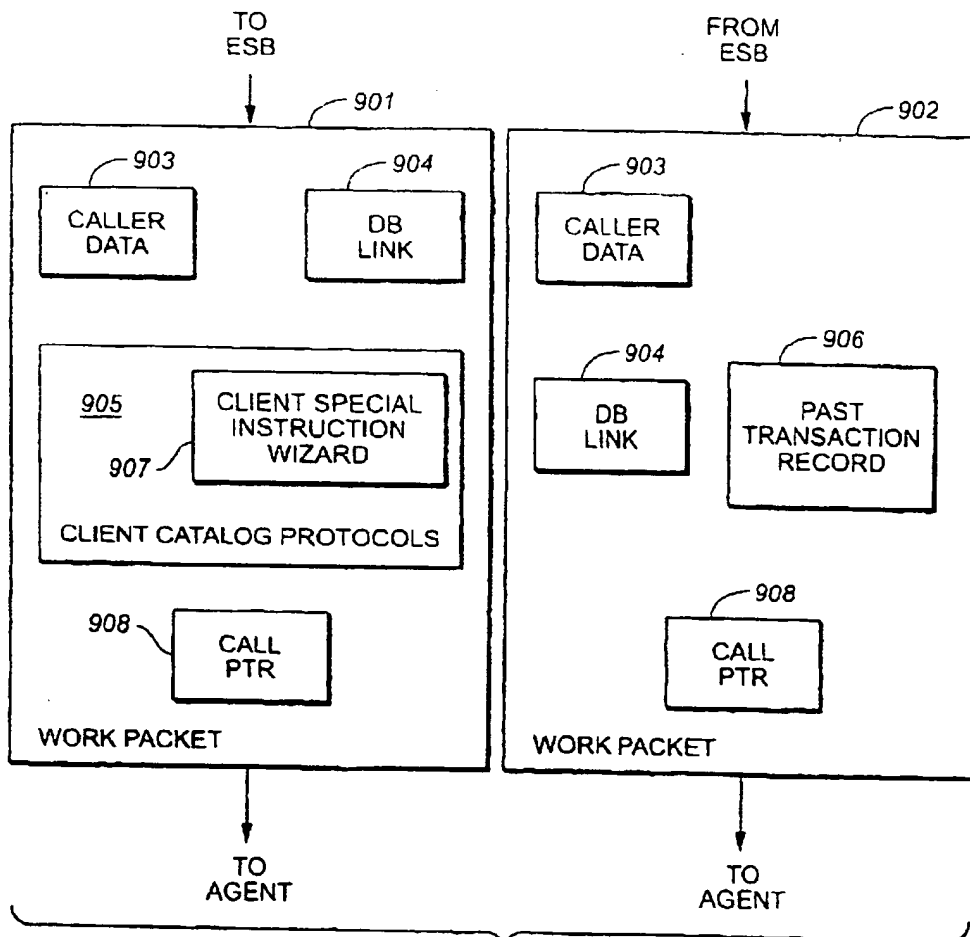 TO
ESB
901
903
CALLER
DATA
904
DB
LINK
905
CLIENT SPECIAL
INSTRUCTION
WIZARD
907
CLIENT CATALOG PROTOCOLS
908
CALL
PTR
WORK PACKET
TO
AGENT
FROM
ESB
902
903
CALLER
DATA
904
DB
LINK
906
PAST
TRANSACTION
RECORD
908
CALL
PTR
WORK PACKET
TO
AGENT